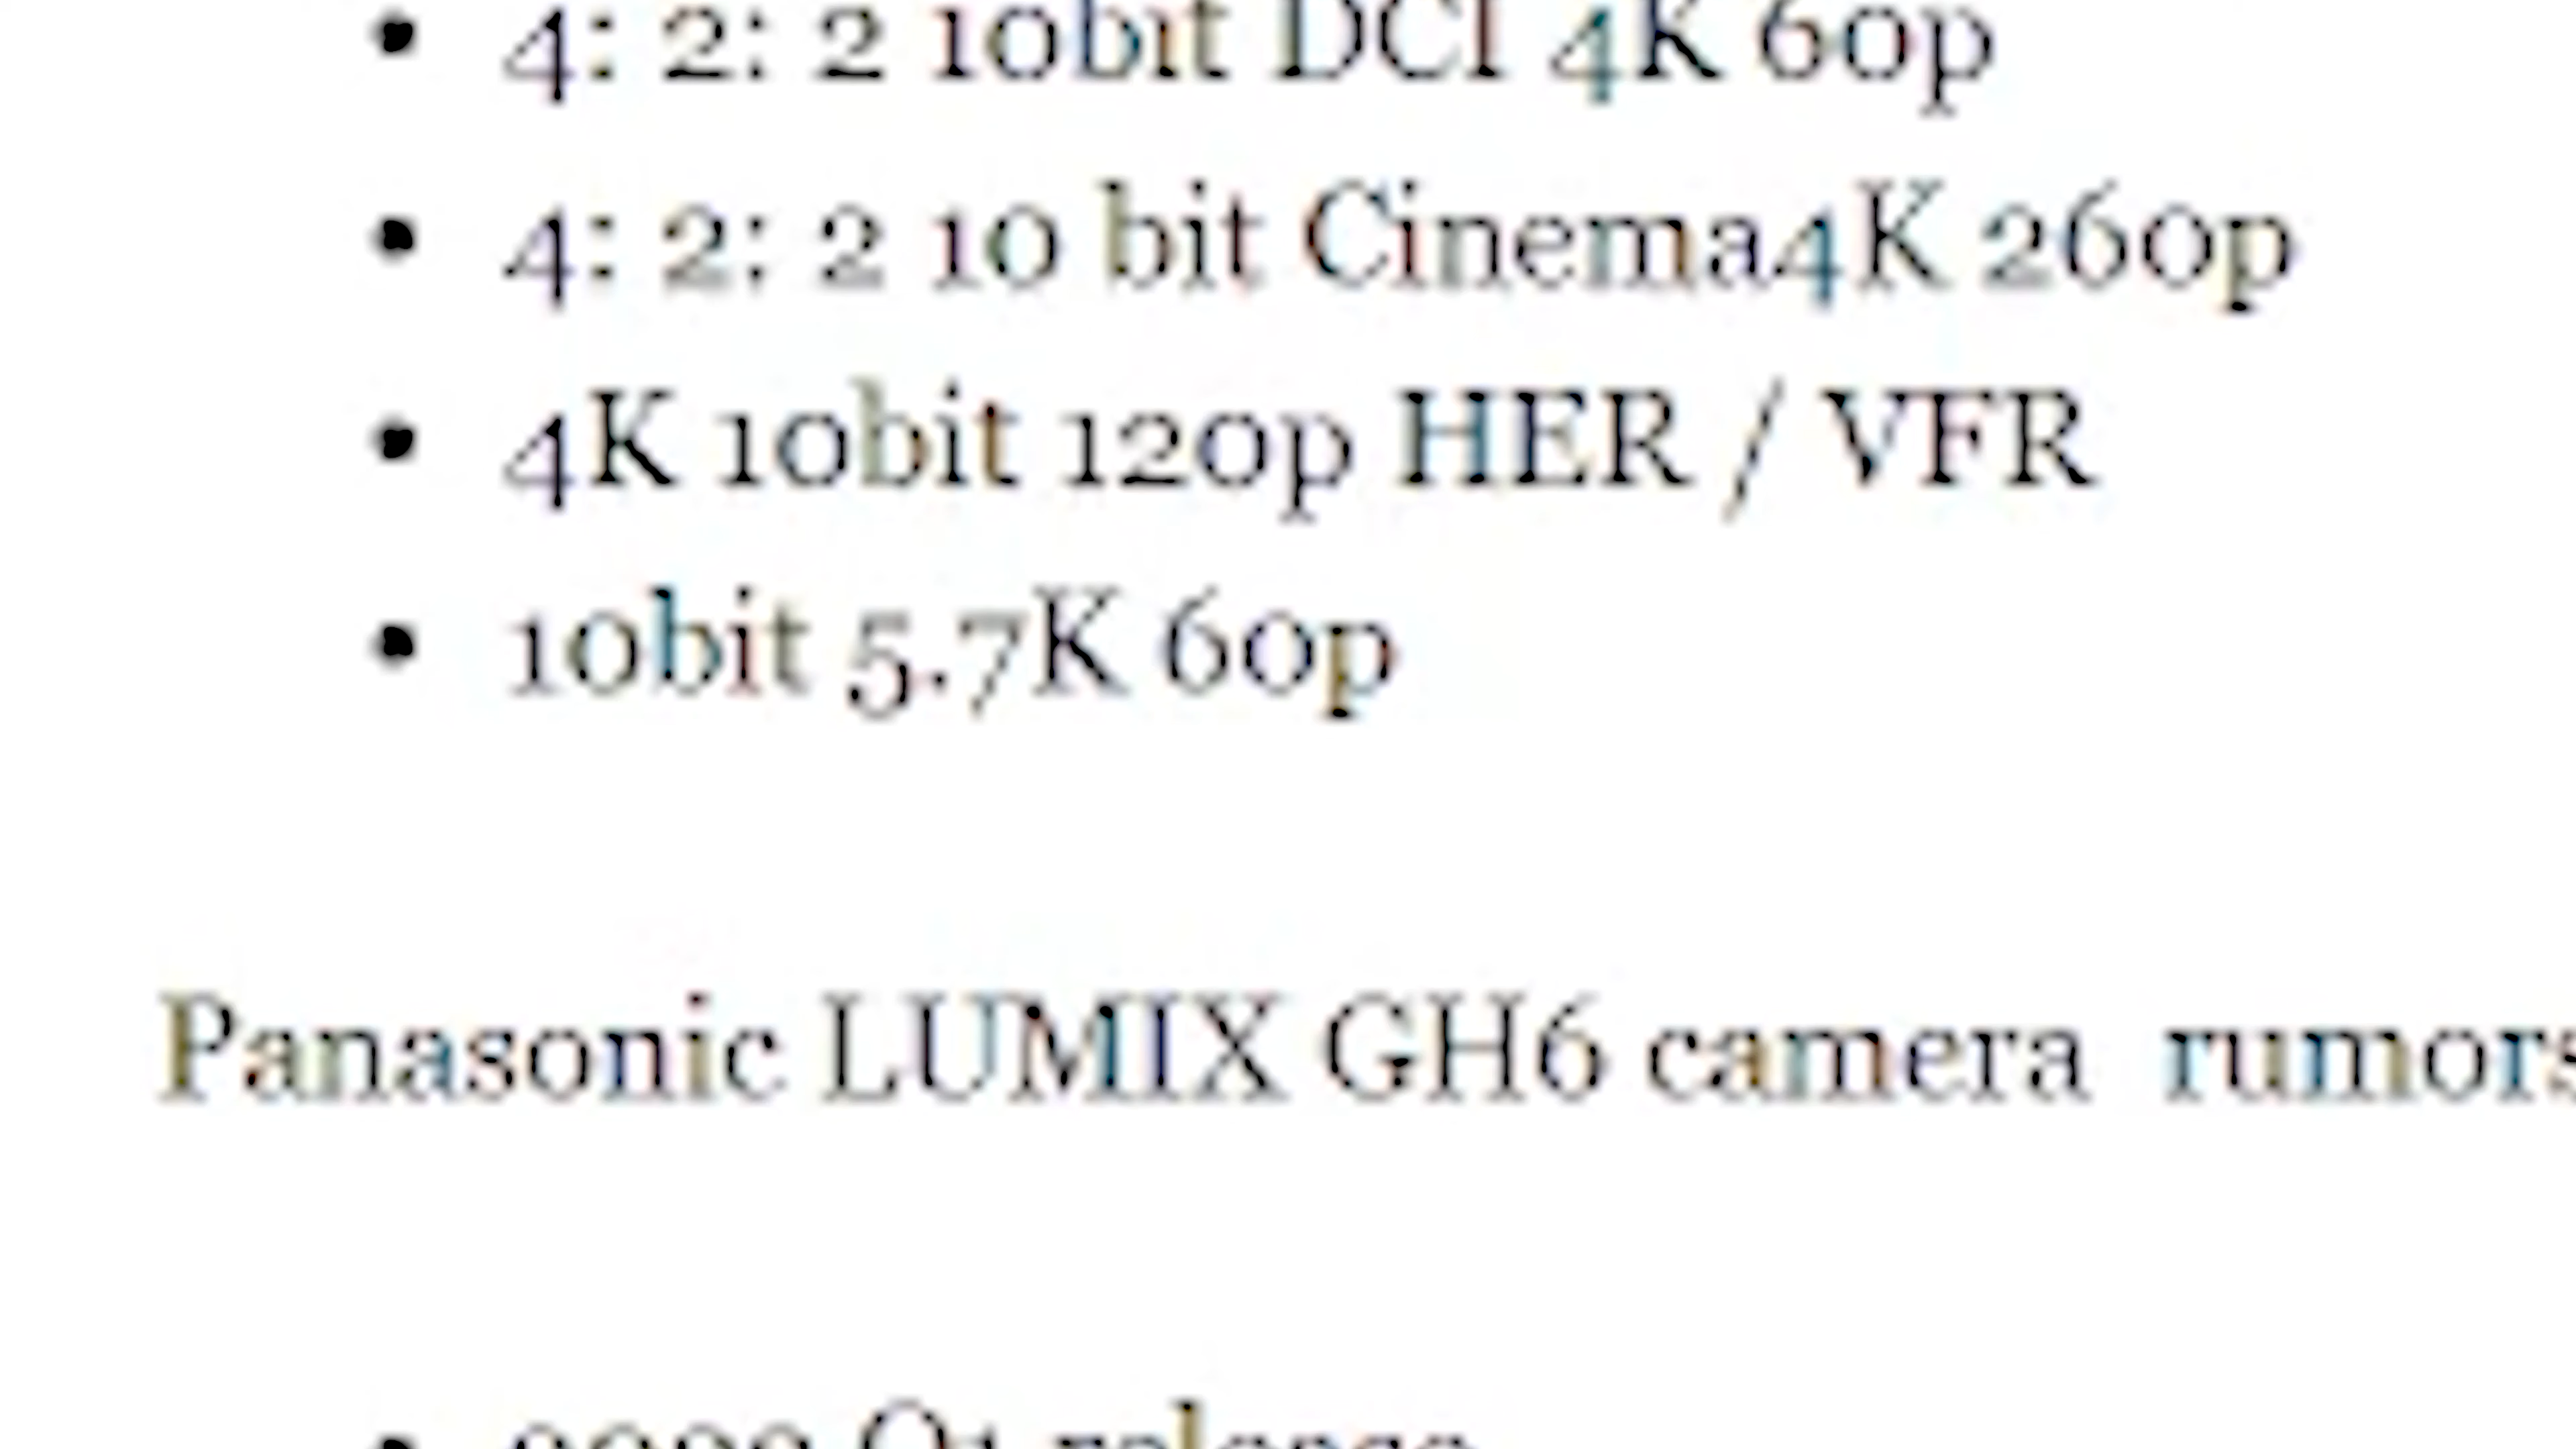 4: 2: 2 10bit DCI 4K 60p
4: 2: 2 10 bit Cinema4K 260p
4K 10bit 120p HER / VFR
10bit 5.7K 60p
Panasonic LUMIX GH6 camera rumors
release